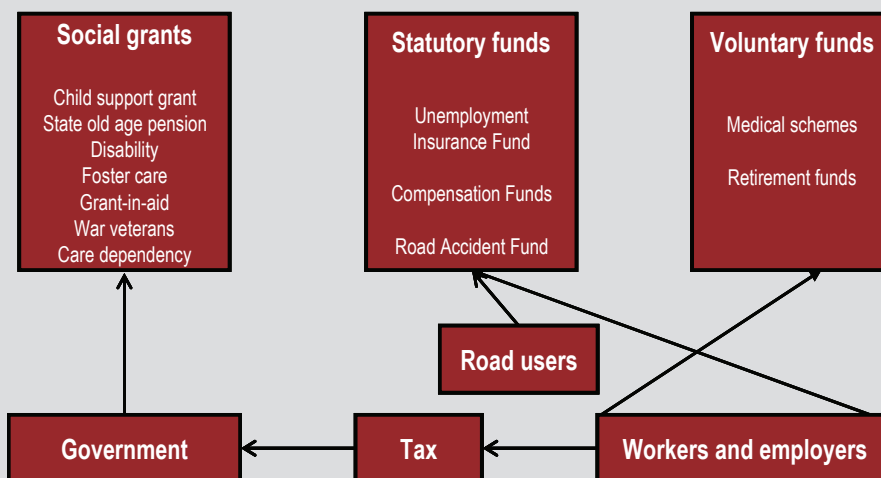 Social grants
Child support grant
State old age pension
Disability
Foster care
Grant-in-aid
War veterans
Care dependency
Statutory funds
Unemployment
Insurance Fund
Compensation Funds
Road Accident Fund
Voluntary funds
Medical schemes
Retirement funds
Road users
Government
Tax
Workers and employers